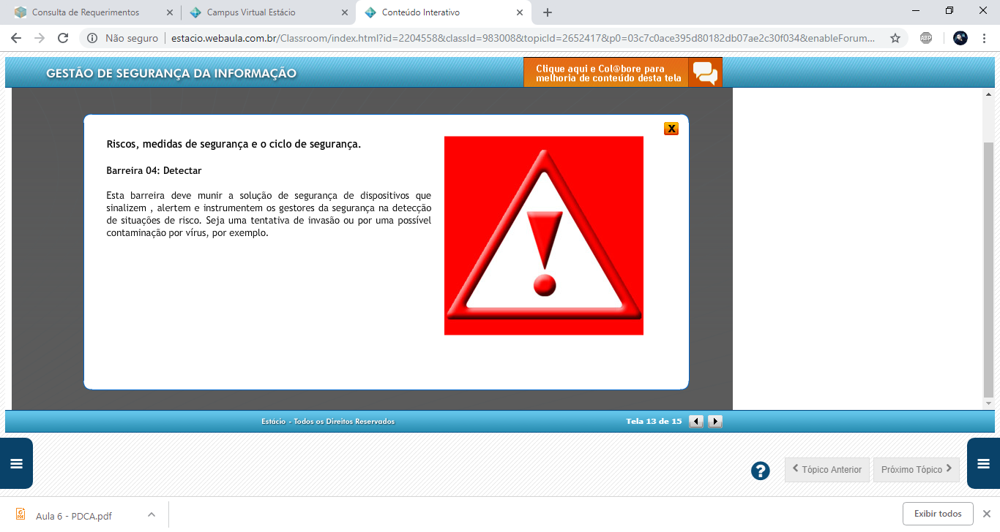 Consulta de Requerimentos
Campus Virtual Estácio
Conteúdo Interativo
Não seguro
estacio.webaula.com.br/Classroom/index.html?id=2204558&classId=983008&topicId=2652417&p0=03c7c0ace395d80182db07ae2c30f034&enableForum...
ABP
GESTÃO DE SEGURANÇA DA INFORMAÇÃO
Clique aqui e Col@bore para
melhoria de conteúdo desta tela
X
Riscos, medidas de segurança e o ciclo de segurança.
Barreira 04: Detectar
Esta barreira deve munir a solução de segurança de dispositivos que
sinalizem , alertem e instrumentem os gestores da segurança na detecção
de situações de risco. Seja uma tentativa de invasão ou por uma possível
contaminação por vírus, por exemplo.
!
Estácio - Todos os Direitos Reservados
Tela 13 de 15
?
Tópico Anterior
Próximo Tópico
Aula 6 - PDCA.pdf
Exibir todos